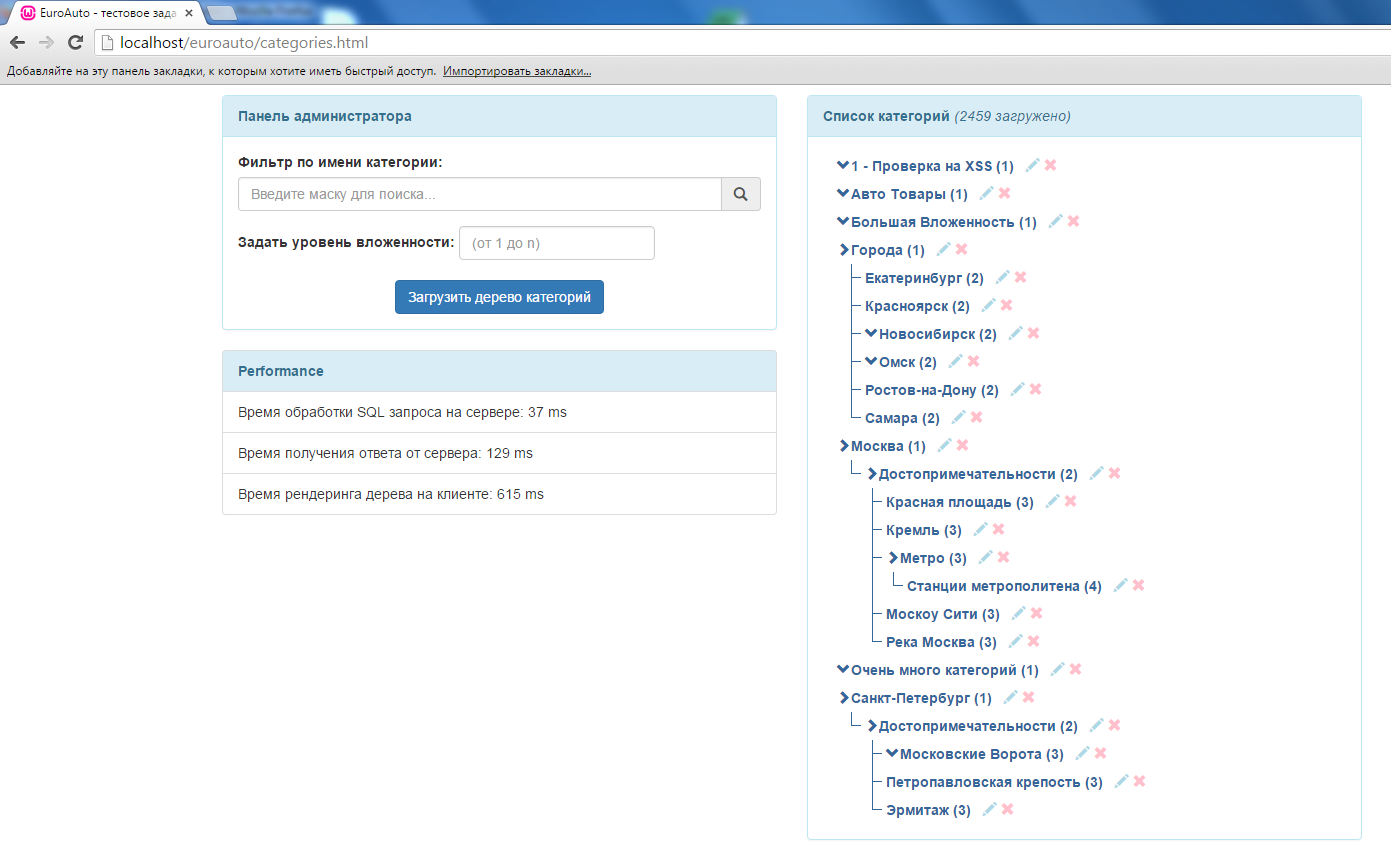 EuroAuto - тестовое зада
localhost/euroauto/categories.html
Добавляйте на эту панель закладки, к которым хотите иметь быстрый доступ. Импортировать закладки...
Панель администратора
Фильтр по имени категории:
Введите маску для поиска...
Задать уровень вложенности: (от 1 до n)
Загрузить дерево категорий
Performance
Время обработки SQL запроса на сервере: 37 ms
Время получения ответа от сервера: 129 ms
Время рендеринга дерева на клиенте: 615 ms
Список категорий (2459 загружено)
1 - Проверка на XSS (1)
Авто Товары (1)
Большая Вложенность (1)
Города (1)
Екатеринбург (2)
Красноярск (2)
Новосибирск (2)
Омск (2)
Ростов-на-Дону (2)
Самара (2)
Москва (1)
Достопримечательности (2)
Красная площадь (3)
Кремль (3)
Метро (3)
Станции метрополитена (4)
Москоу Сити (3)
Река Москва (3)
Очень много категорий (1)
Санкт-Петербург (1)
Достопримечательности (2)
Московские Ворота (3)
Петропавловская крепость (3)
Эрмитаж (3)